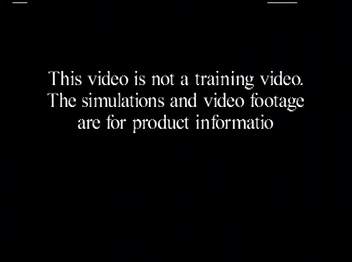 This video is not a training video.
The simulations and video footage
are for product informatio